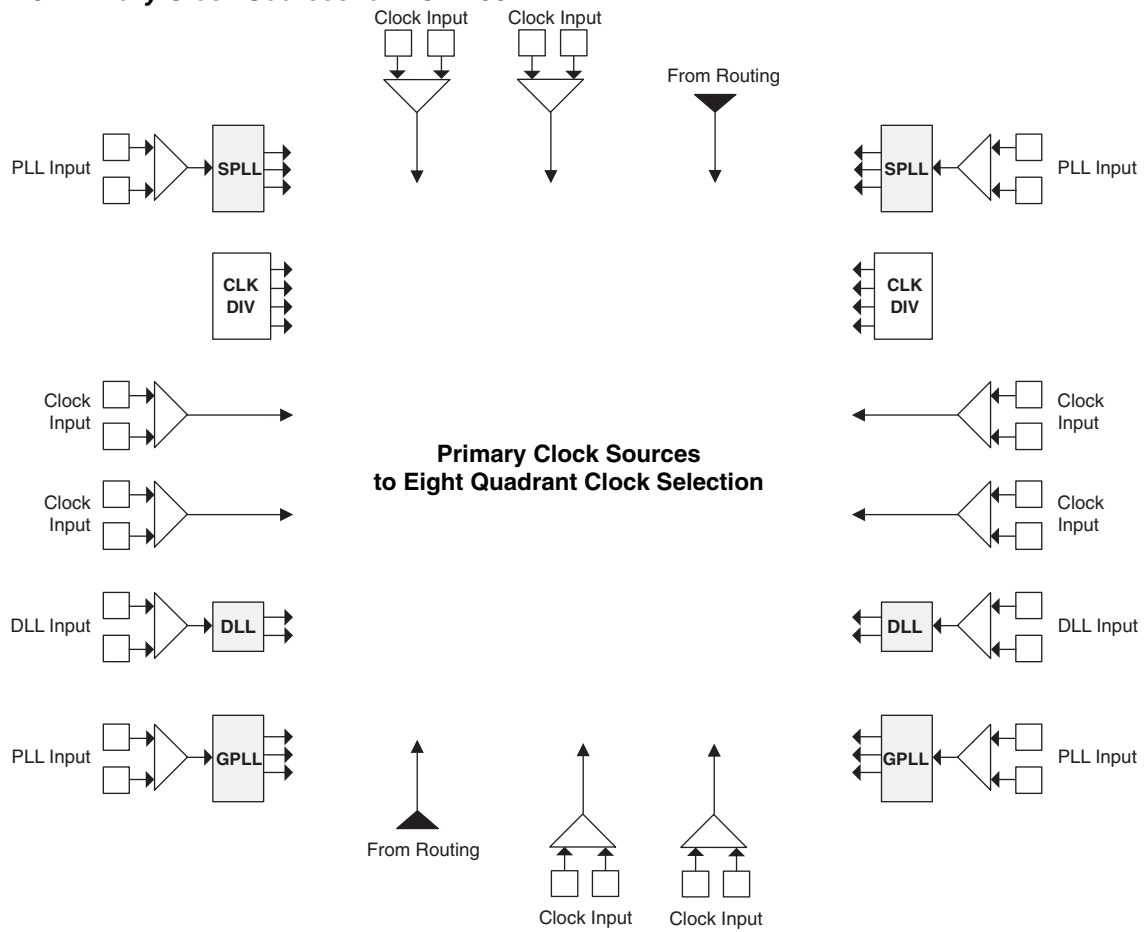 Clock Input
Clock Input
From Routing
PLL Input
SPLL
SPLL
PLL Input
CLK
DIV
CLK
DIV
Clock
Input
Clock
Input
Primary Clock Sources
to Eight Quadrant Clock Selection
Clock
Input
Clock
Input
DLL Input
DLL
DLL
DLL Input
PLL Input
GPLL
GPLL
PLL Input
From Routing
Clock Input
Clock Input